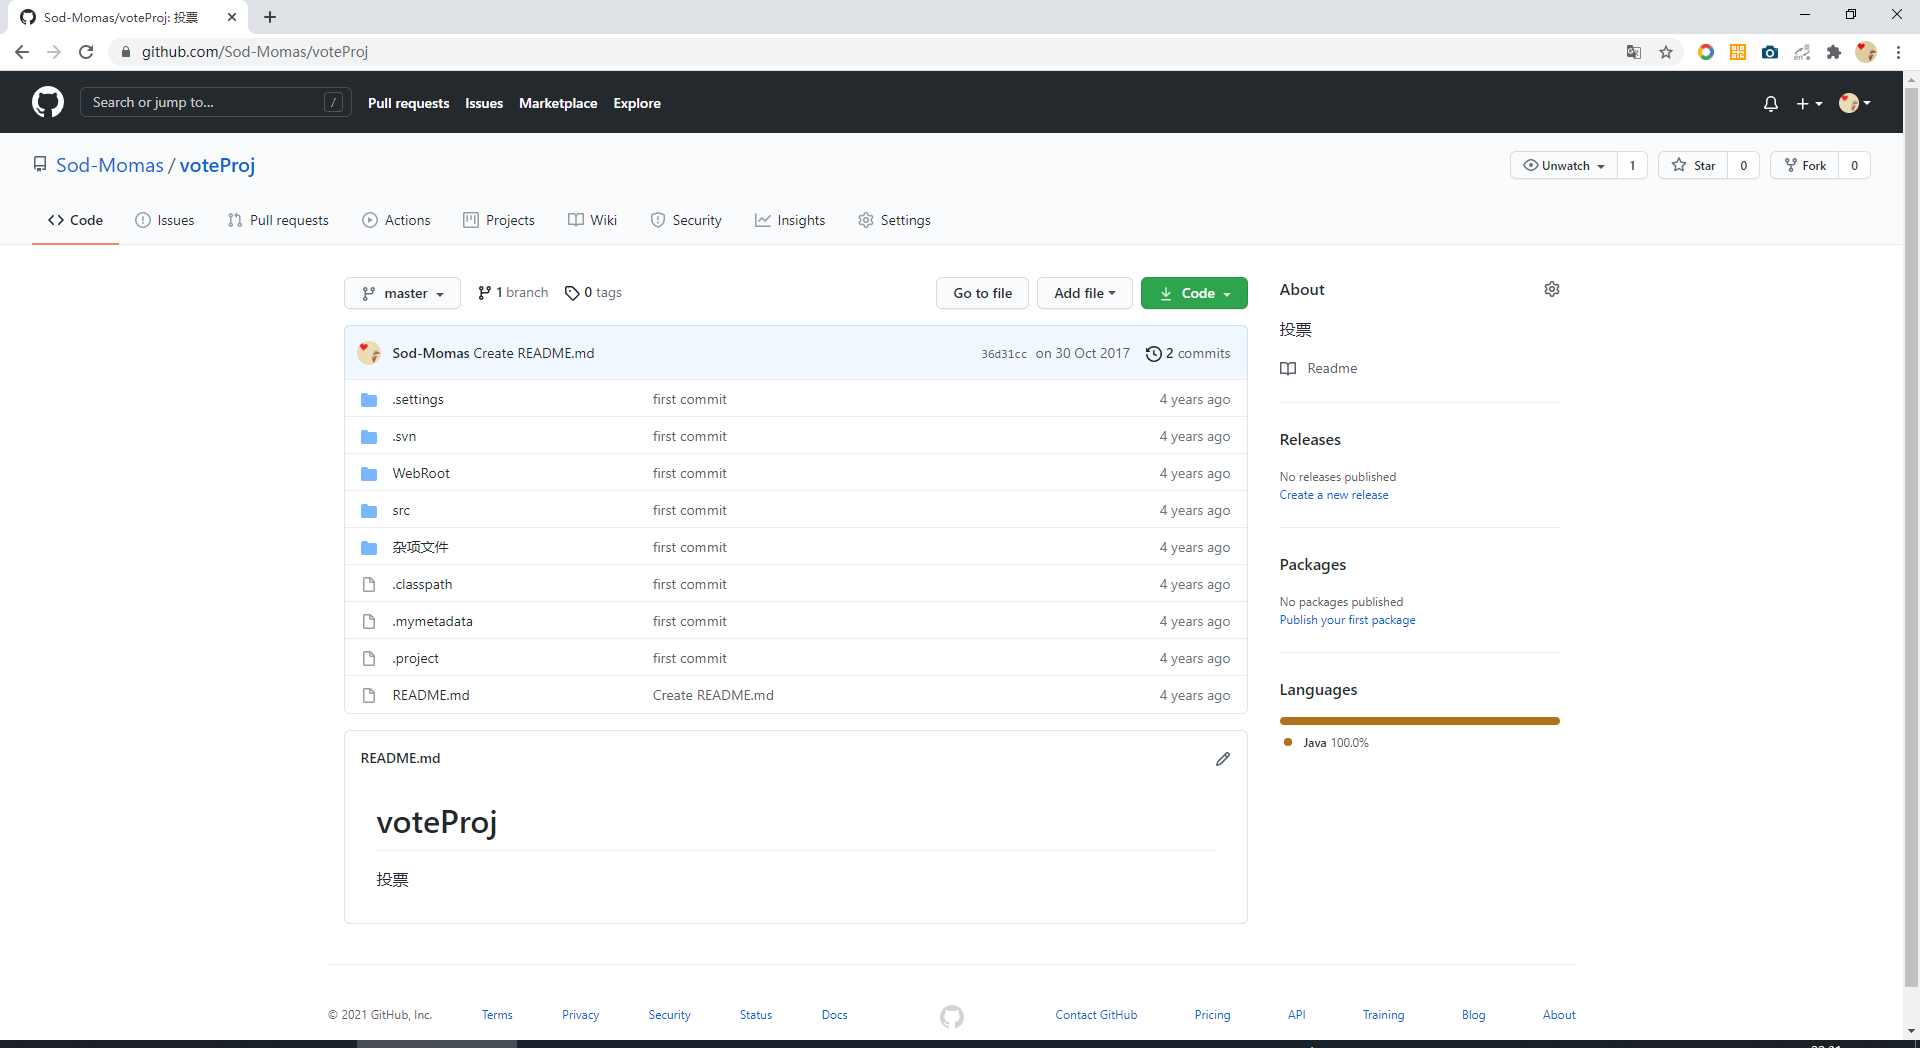 Sod-Momas/voteProj: 投票
github.com/Sod-Momas/voteProj
Search or jump to... /
Pull requests Issues Marketplace Explore
Sod-Momas / voteProj
Unwatch 1 Star 0 Fork 0
Code Issues Pull requests Actions Projects Wiki Security Insights Settings
master 1 branch 0 tags Go to file Add file Code
Sod-Momas Create README.md 36d31cc on 30 Oct 2017 2 commits
.settings first commit 4 years ago
.svn first commit 4 years ago
WebRoot first commit 4 years ago
src first commit 4 years ago
杂项文件 first commit 4 years ago
.classpath first commit 4 years ago
.mymetadata first commit 4 years ago
.project first commit 4 years ago
README.md Create README.md 4 years ago
README.md
voteProj
投票
About
投票
Readme
Releases
No releases published
Create a new release
Packages
No packages published
Publish your first package
Languages
Java 100.0%
© 2021 GitHub, Inc. Terms Privacy Security Status Docs Contact GitHub Pricing API Training Blog About